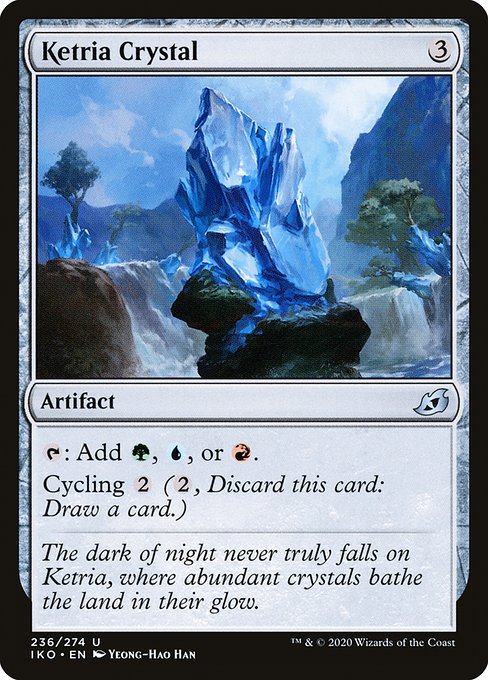 Ketria Crystal 3
Artifact
: Add , , or .
Cycling 2 (2, Discard this card:
Draw a card.)
The dark of night never truly falls on
Ketria, where abundant crystals bathe
the land in their glow.
236/274 U
IKO • EN Yeong-Hao Han
™ & © 2020 Wizards of the Coast